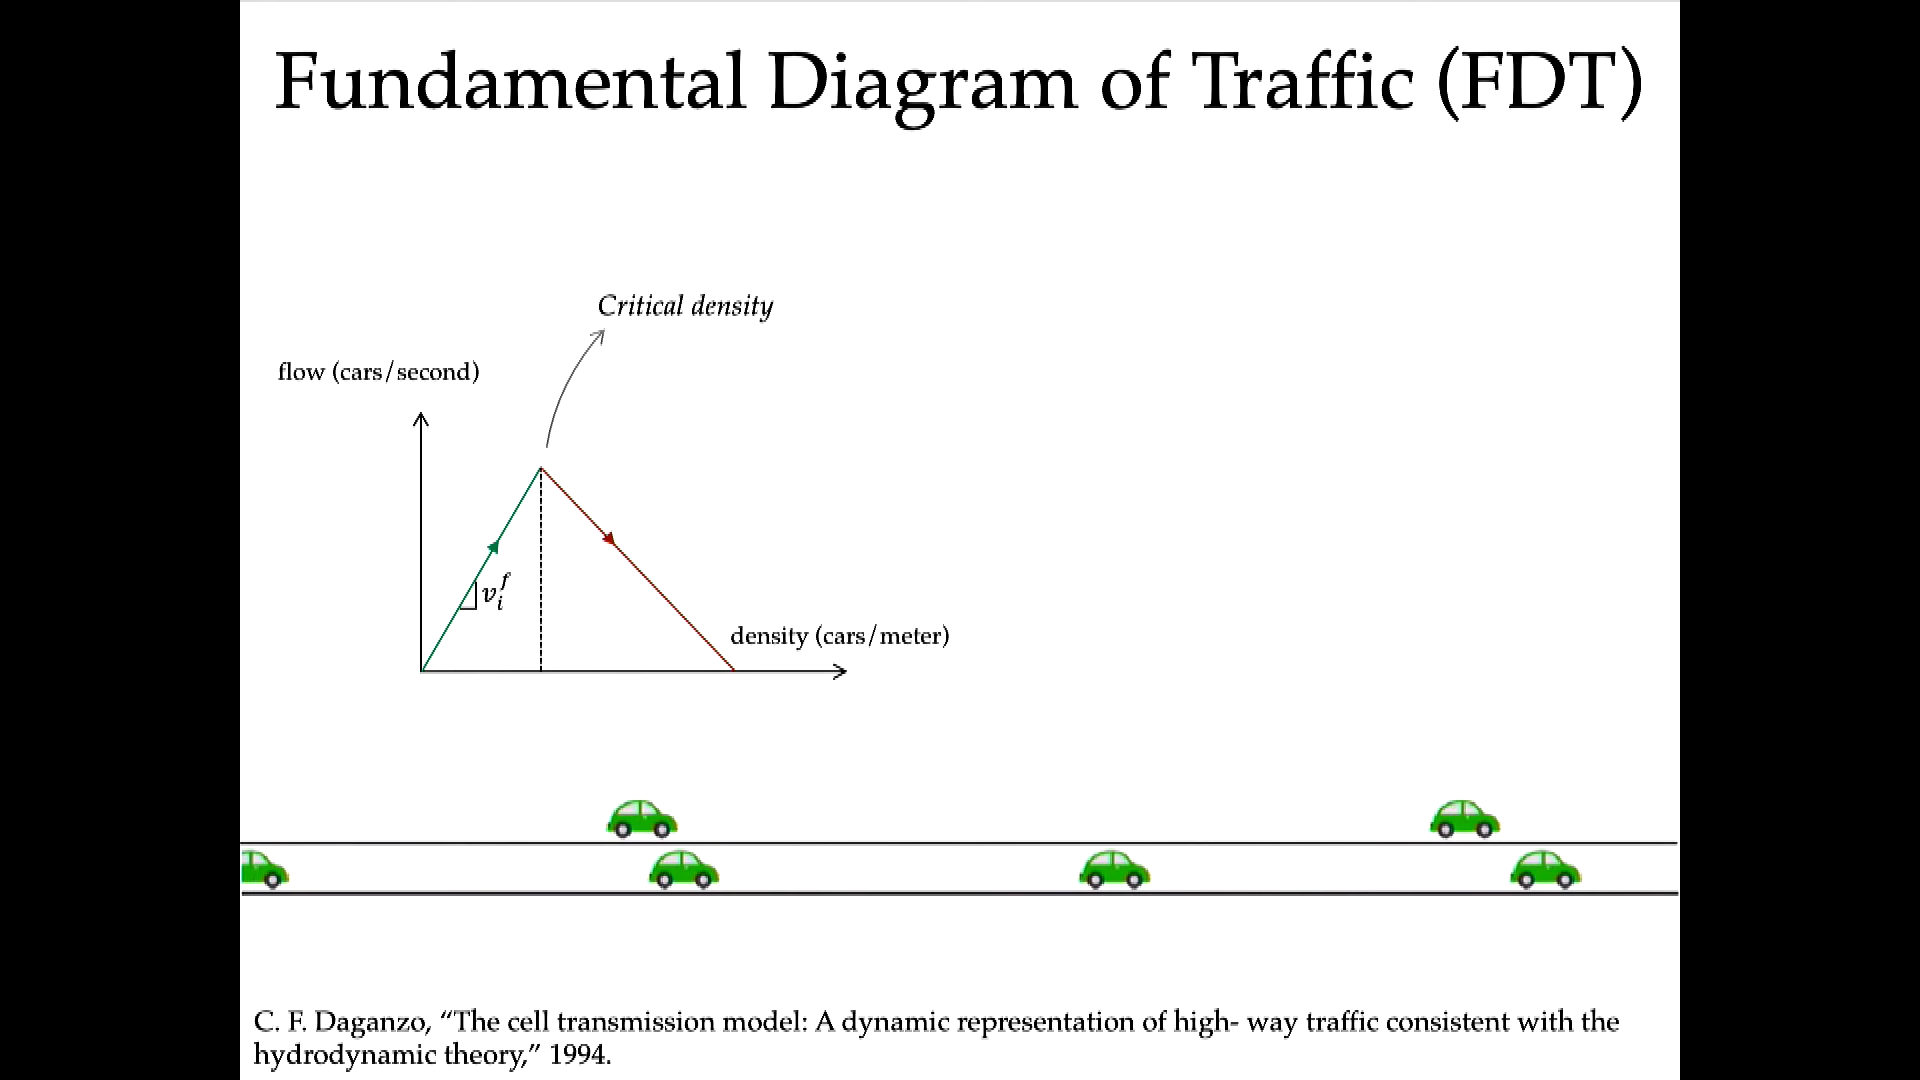 Fundamental Diagram of Traffic (FDT)
Critical density
flow (cars/second)
v_i^f
density (cars/meter)
C. F. Daganzo, “The cell transmission model: A dynamic representation of high- way traffic consistent with the
hydrodynamic theory,” 1994.